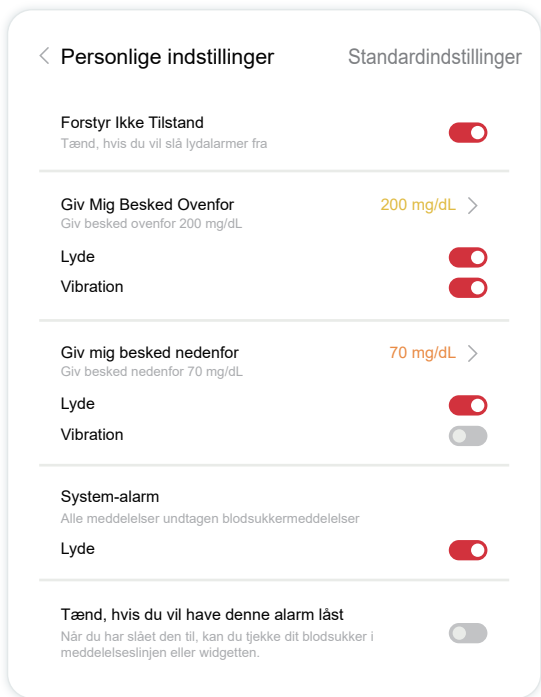 Personlige indstillinger Standardindstillinger
Forstyr Ikke Tilstand
Tænd, hvis du vil slå lydalarmer fra
Giv Mig Besked Ovenfor 200 mg/dL
Giv besked ovenfor 200 mg/dL
Lyde
Vibration
Giv mig besked nedenfor 70 mg/dL
Giv besked nedenfor 70 mg/dL
Lyde
Vibration
System-alarm
Alle meddelelser undtagen blodsukkermeddelelser
Lyde
Tænd, hvis du vil have denne alarm låst
Når du har slået den til, kan du tjekke dit blodsukker i
meddelelseslinjen eller widgetten.